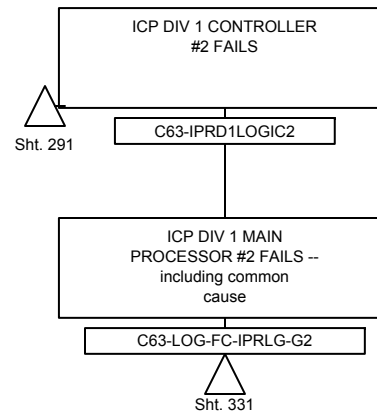 ICP DIV 1 CONTROLLER
#2 FAILS
Sht. 291
C63-IPRD1LOGIC2
ICP DIV 1 MAIN
PROCESSOR #2 FAILS --
including common
cause
C63-LOG-FC-IPRLG-G2
Sht. 331